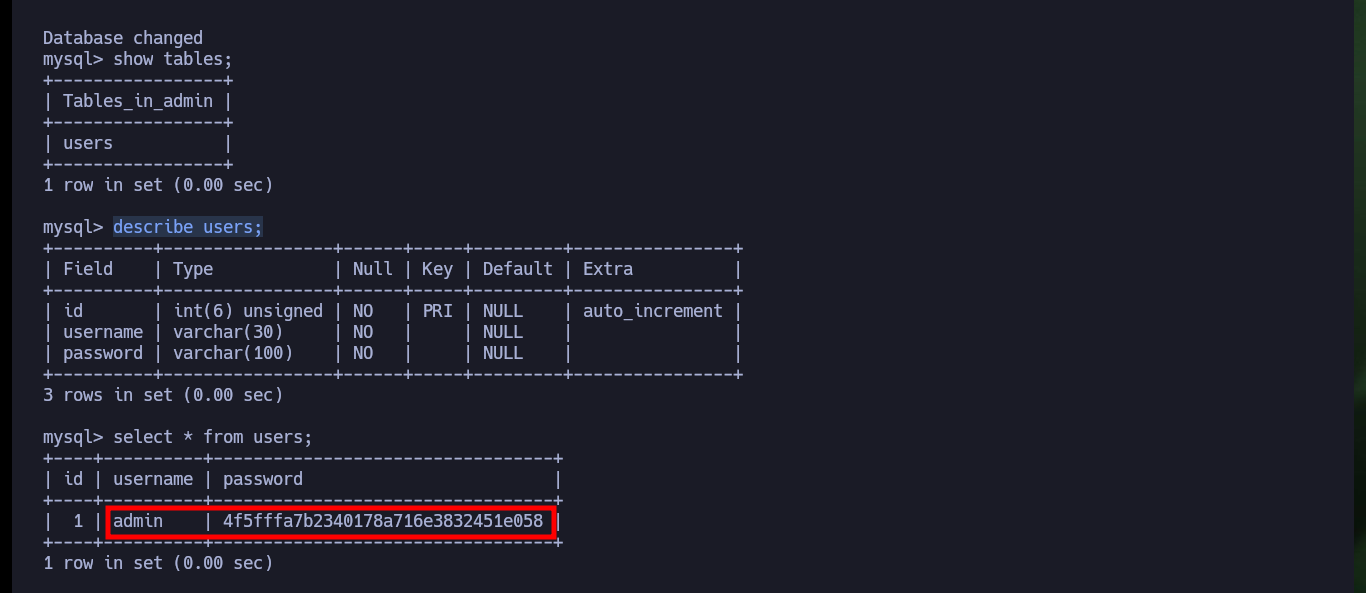 Database changed
mysql> show tables;
+-----------------+
| Tables_in_admin |
+-----------------+
| users           |
+-----------------+
1 row in set (0.00 sec)
mysql> describe users;
+----------+-----------------+------+-----+---------+----------------+
| Field    | Type            | Null | Key | Default | Extra          |
+----------+-----------------+------+-----+---------+----------------+
| id       | int(6) unsigned | NO   | PRI | NULL    | auto_increment |
| username | varchar(30)     | NO   |     | NULL    |                |
| password | varchar(100)    | NO   |     | NULL    |                |
+----------+-----------------+------+-----+---------+----------------+
3 rows in set (0.00 sec)
mysql> select * from users;
+----+----------+----------------------------------+
| id | username | password                         |
+----+----------+----------------------------------+
|  1 | admin    | 4f5fffa7b2340178a716e3832451e058 |
+----+----------+----------------------------------+
1 row in set (0.00 sec)